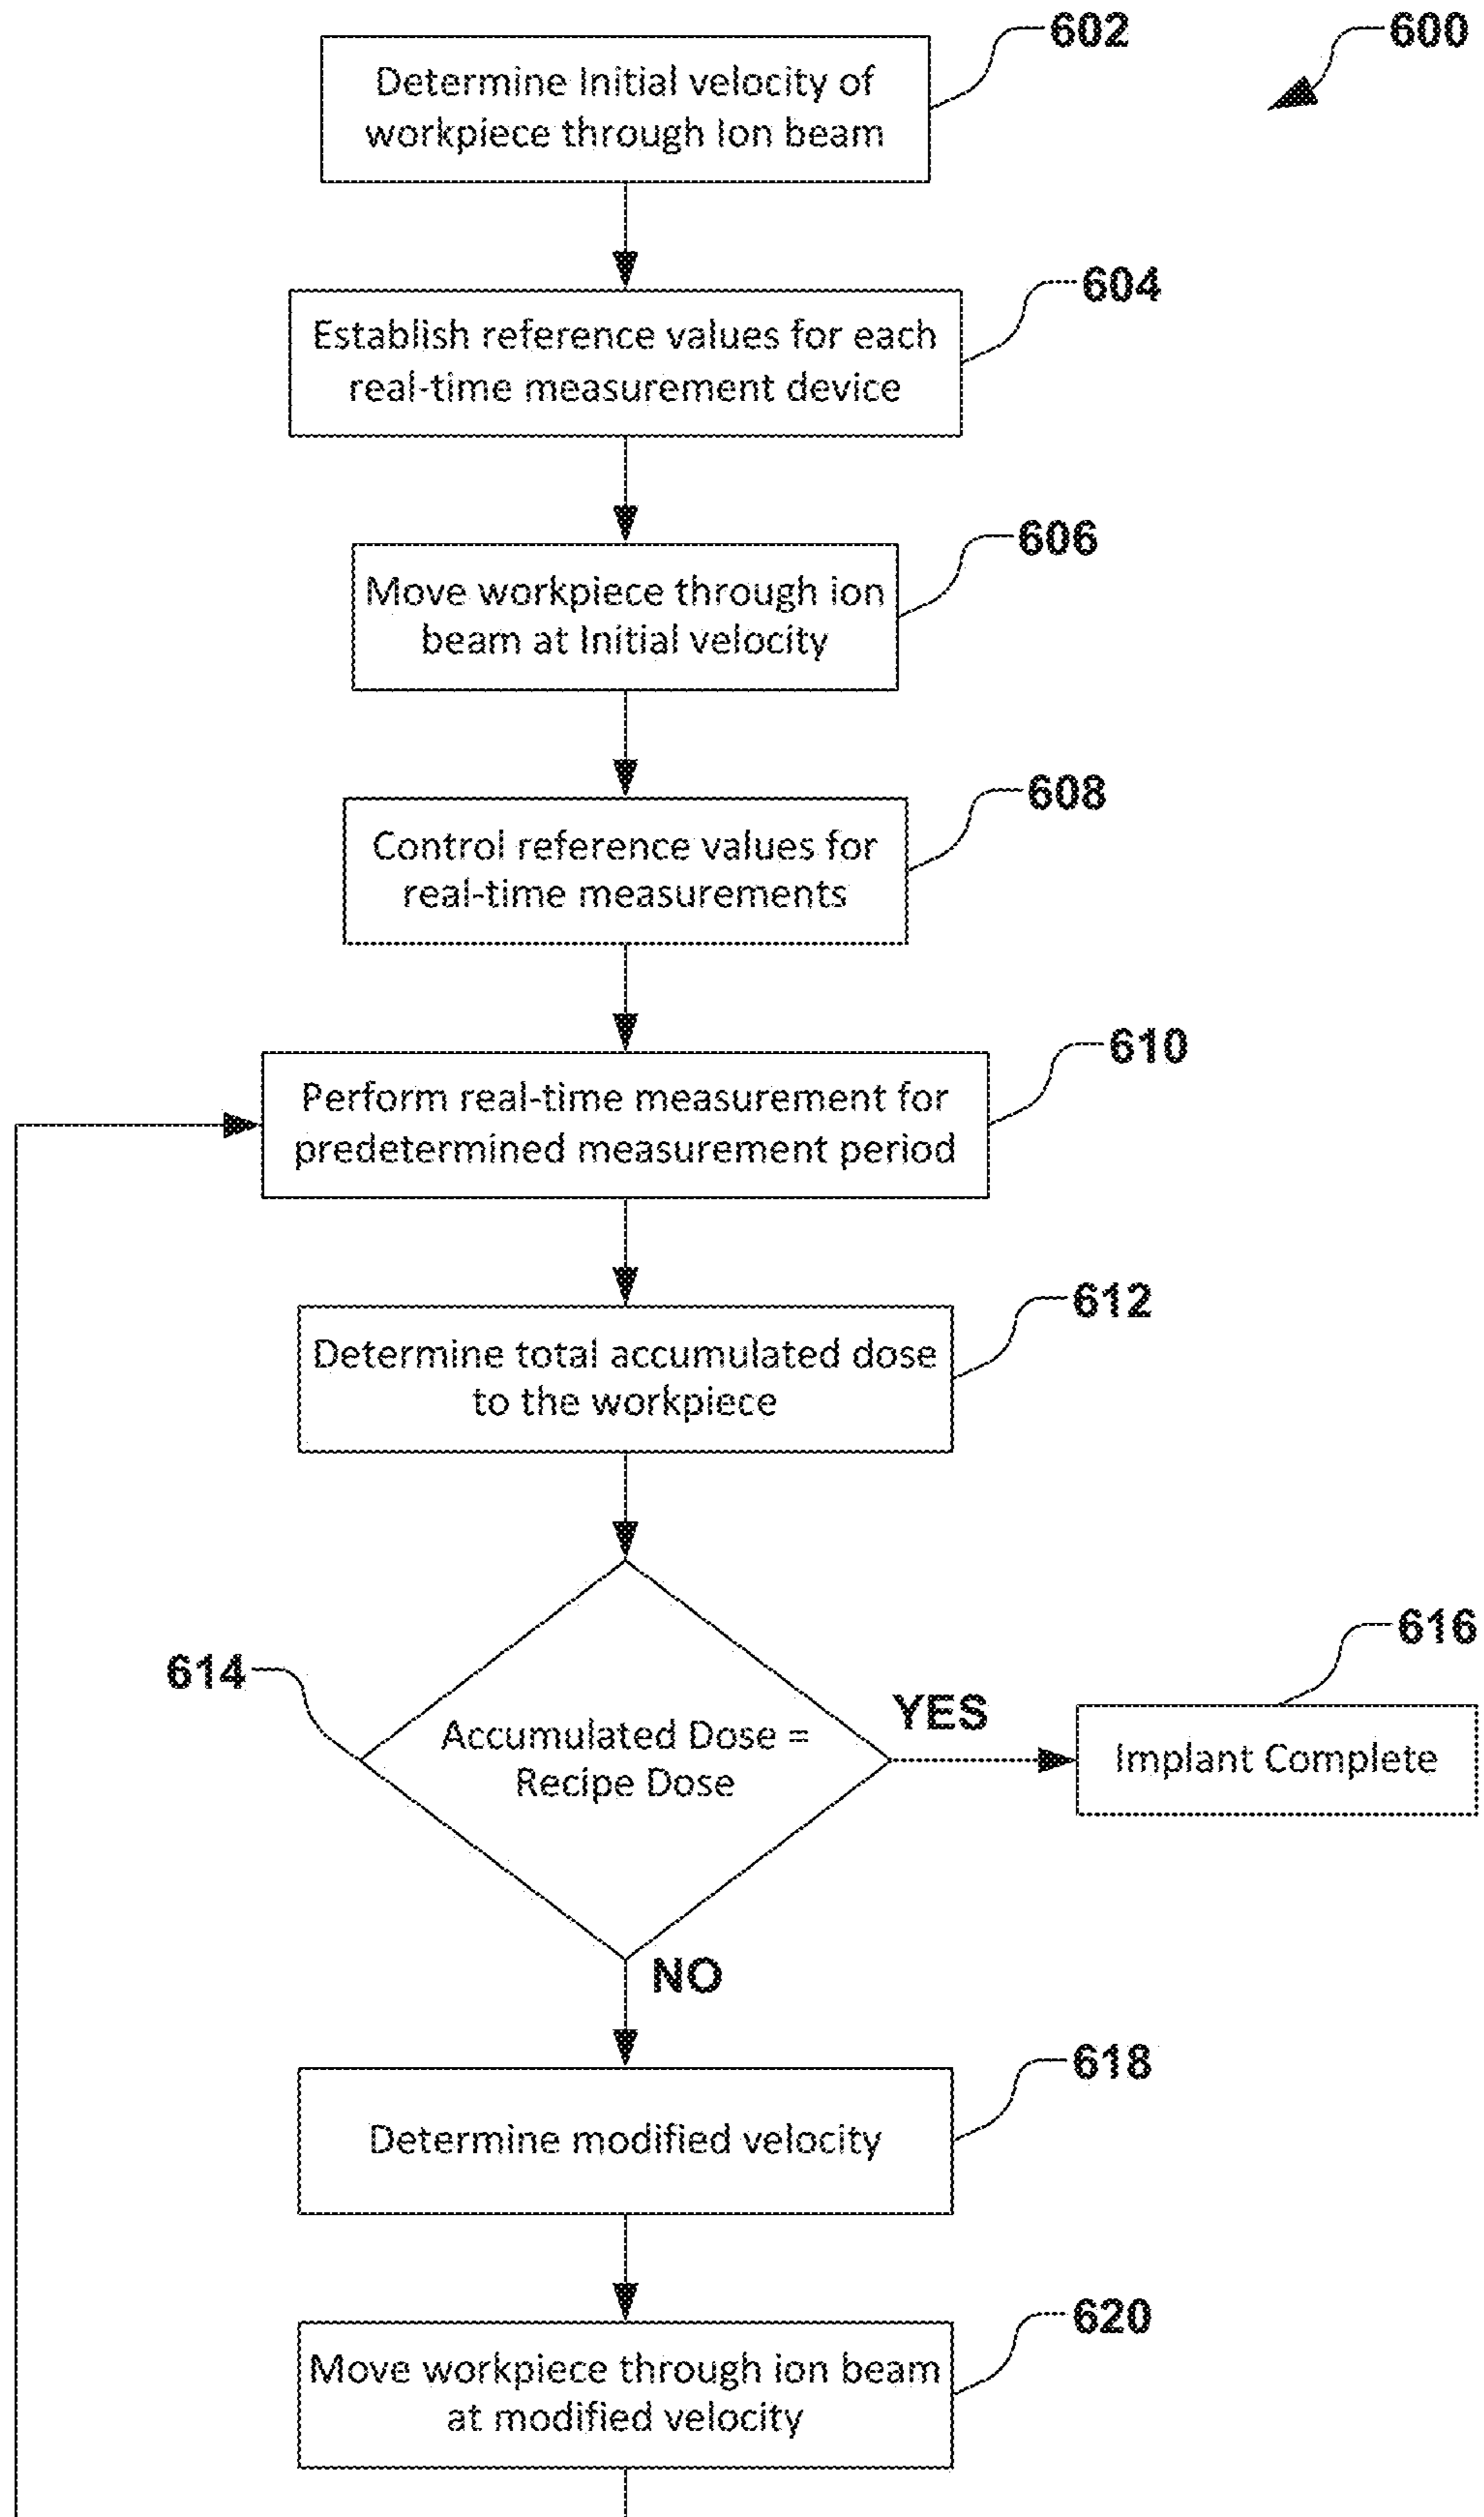 602
600
Determine Initial velocity of
workpiece through Ion beam
604
Establish reference values for each
real-time measurement device
606
Move workpiece through ion
beam at Initial velocity
608
Control reference values for
real-time measurements
610
Perform real-time measurement for
predetermined measurement period
612
Determine total accumulated dose
to the workpiece
614
Accumulated Dose =
Recipe Dose
YES
616
Implant Complete
NO
618
Determine modified velocity
620
Move workpiece through ion beam
at modified velocity